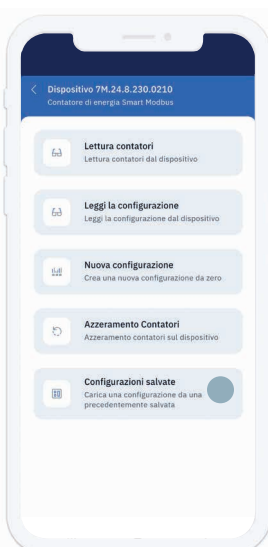 Dispositivo 7M.24.8.230.0210
Contatore di energia Smart Modbus
Lettura contatori
Lettura contatori dal dispositivo
Leggi la configurazione
Leggi la configurazione dal dispositivo
Nuova configurazione
Crea una nuova configurazione da zero
Azzeramento Contatori
Azzeramento contatori sul dispositivo
Configurazioni salvate
Carica una configurazione da una
precedentemente salvata